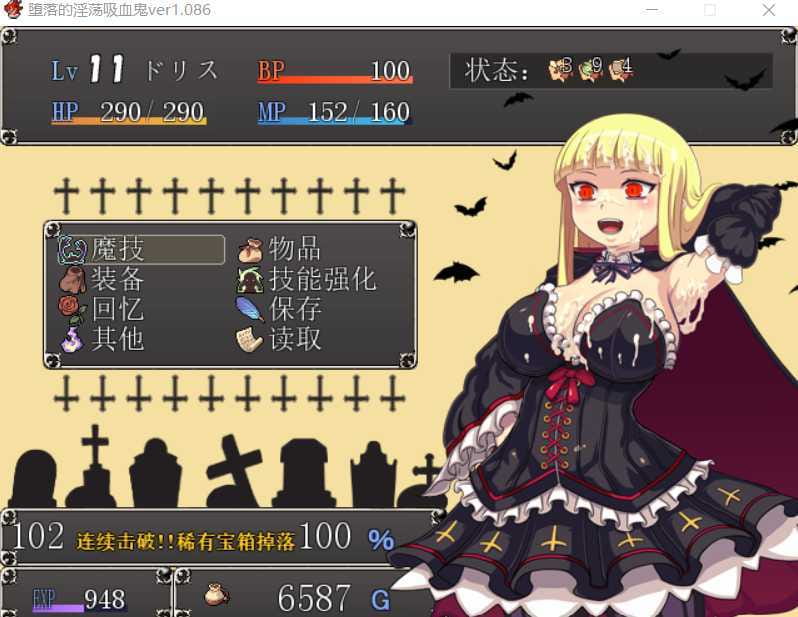 堕落的淫荡吸血鬼ver1.086
Lv 11 ドリス BP 100
状态: 3 9 4
HP 290/290 MP 152/160
魔技 物品
装备 技能强化
回忆 保存
其他 读取
102 连续击破!!稀有宝箱掉落100 %
EXP 948 6587 G